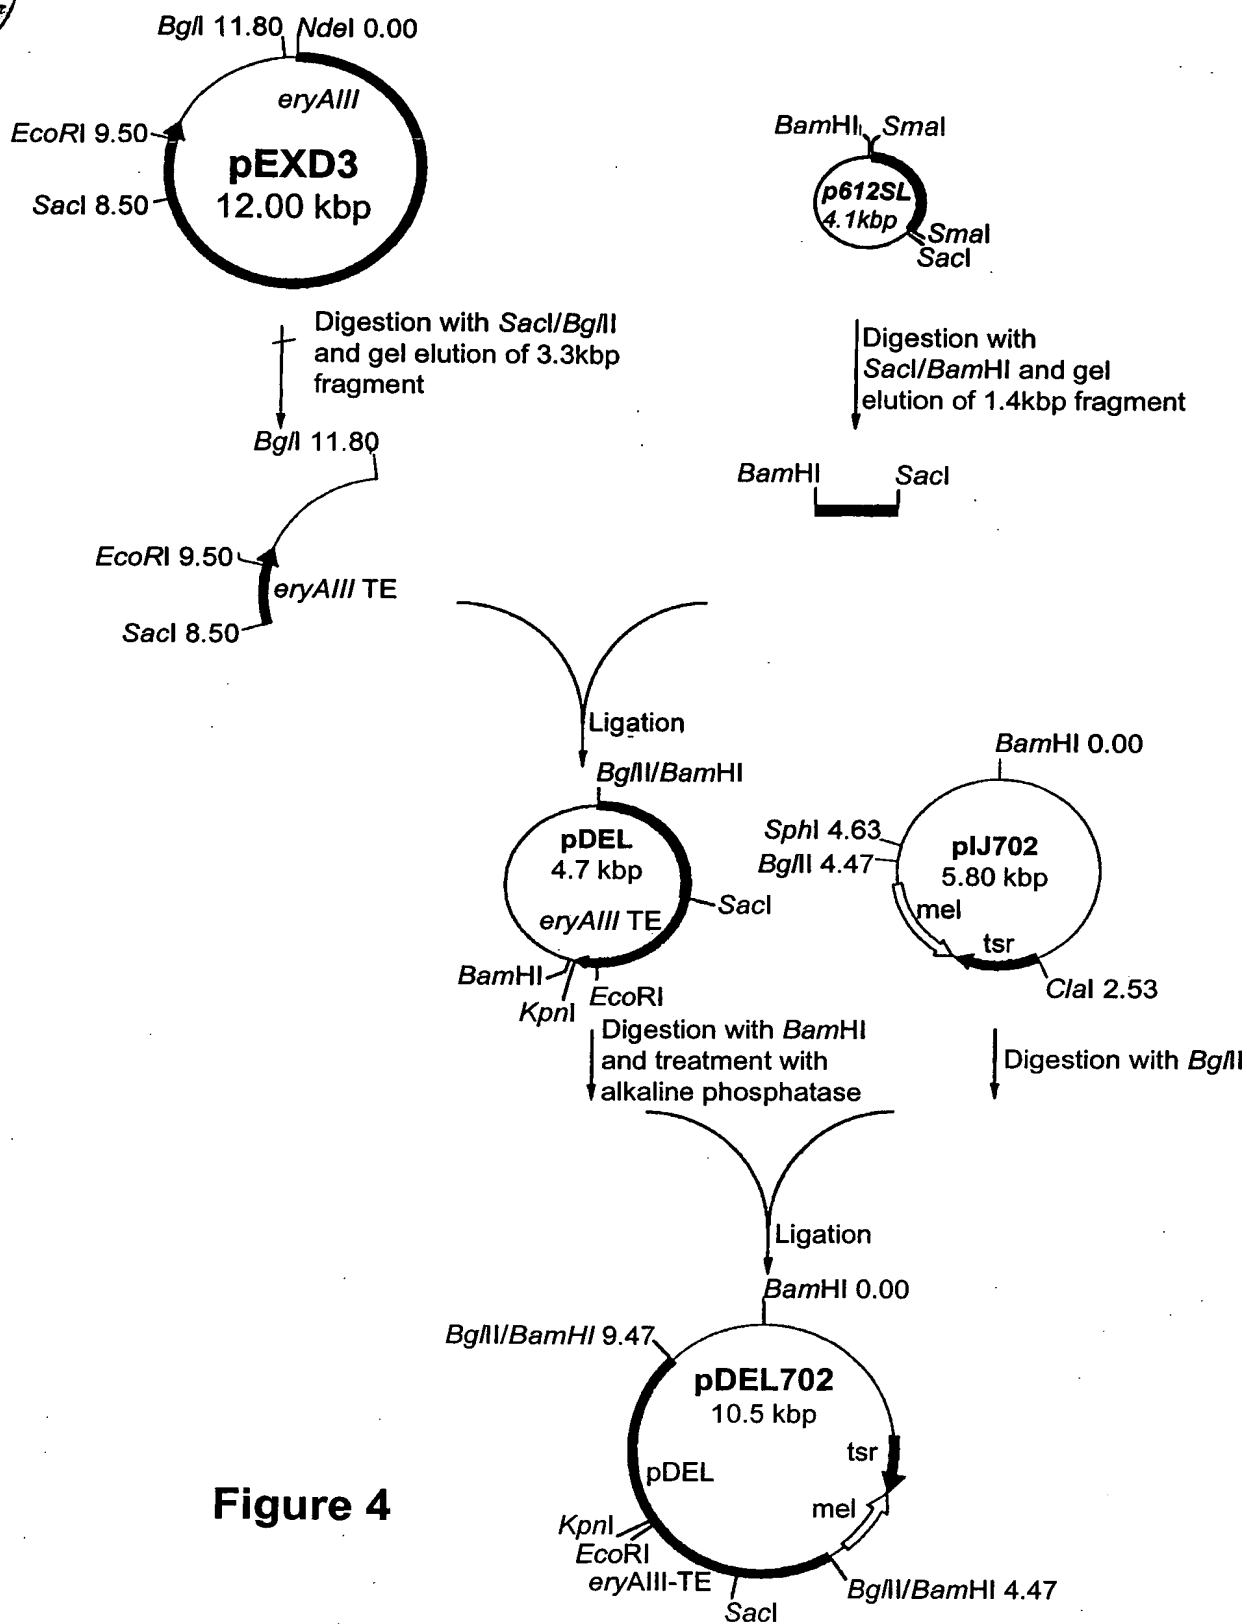 BglI 11.80
NdeI 0.00
eryAIII
EcoRI 9.50
pEXD3
12.00 kbp
SacI 8.50
BamHI
SmaI
p612SL
4.1kbp
SmaI
SacI
Digestion with SacI/BglII
and gel elution of 3.3kbp
fragment
Digestion with
SacI/BamHI and gel
elution of 1.4kbp fragment
BglI 11.80
BamHI
SacI
EcoRI 9.50
eryAIII TE
SacI 8.50
Ligation
BglII/BamHI
pDEL
4.7 kbp
eryAIII TE
SacI
BamHI
KpnI
EcoRI
BamHI 0.00
SphI 4.63
BglII 4.47
pIJ702
5.80 kbp
mel
tsr
ClaI 2.53
Digestion with BamHI
and treatment with
alkaline phosphatase
Digestion with BglII
Ligation
BamHI 0.00
BglII/BamHI 9.47
pDEL702
10.5 kbp
tsr
pDEL
mel
KpnI
EcoRI
eryAIII-TE
SacI
BglII/BamHI 4.47
Figure 4